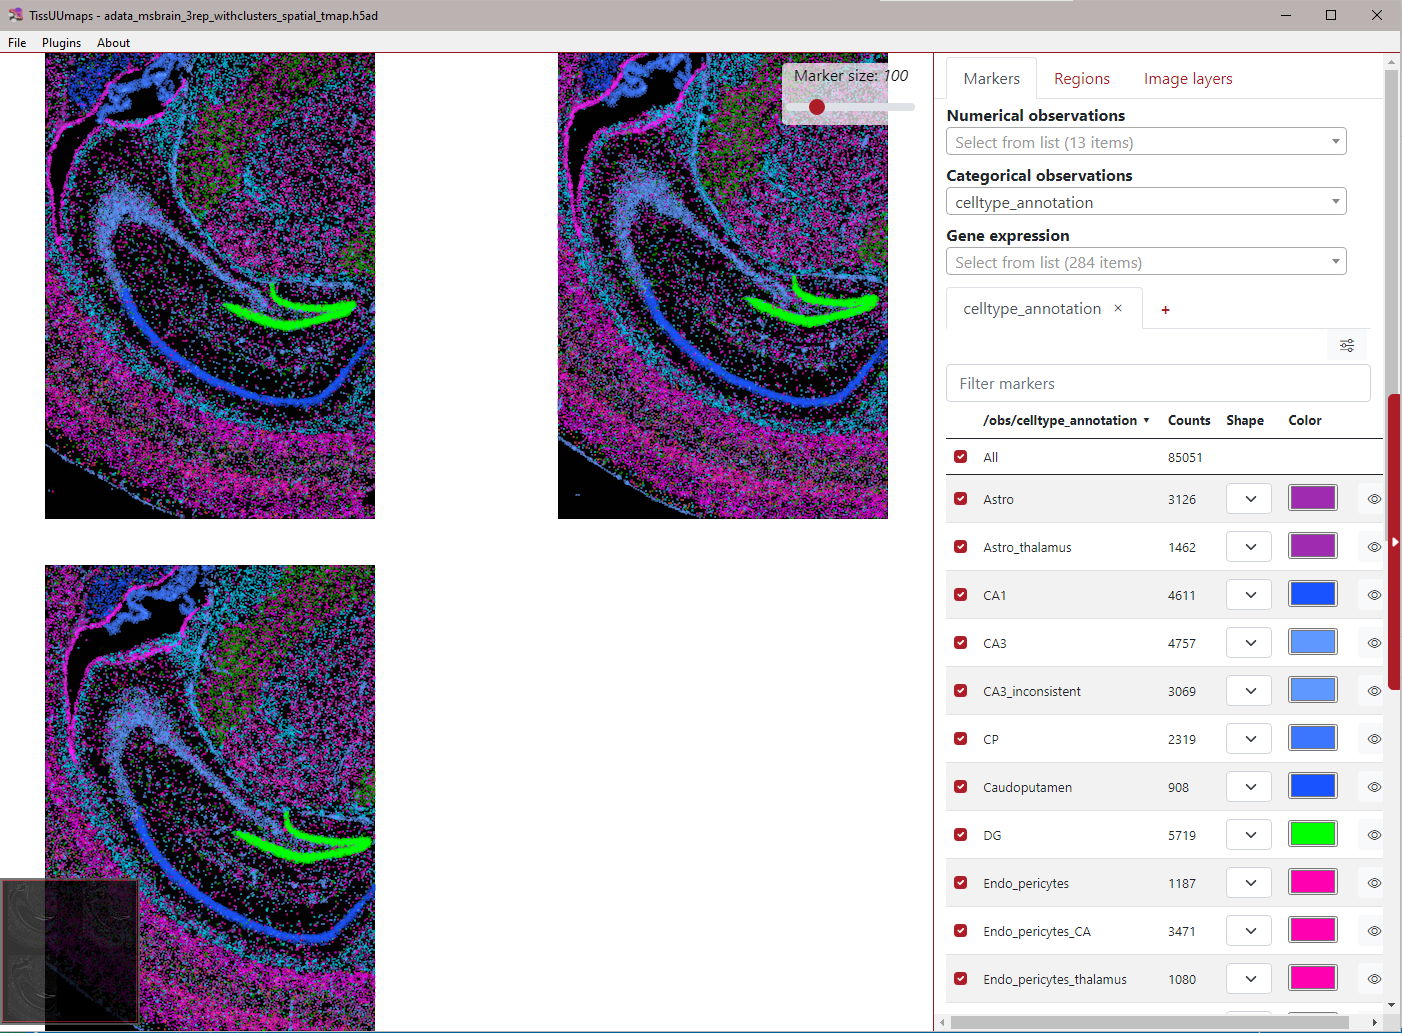 TissUUmaps - adata_msbrain_3rep_withclusters_spatial_tmap.h5ad
File Plugins About
Marker size: 100
Markers Regions Image layers
Numerical observations
Select from list (13 items)
Categorical observations
celltype_annotation
Gene expression
Select from list (284 items)
celltype_annotation × +
Filter markers
/obs/celltype_annotation Counts Shape Color
All 85051
Astro 3126
Astro_thalamus 1462
CA1 4611
CA3 4757
CA3_inconsistent 3069
CP 2319
Caudoputamen 908
DG 5719
Endo_pericytes 1187
Endo_pericytes_CA 3471
Endo_pericytes_thalamus 1080